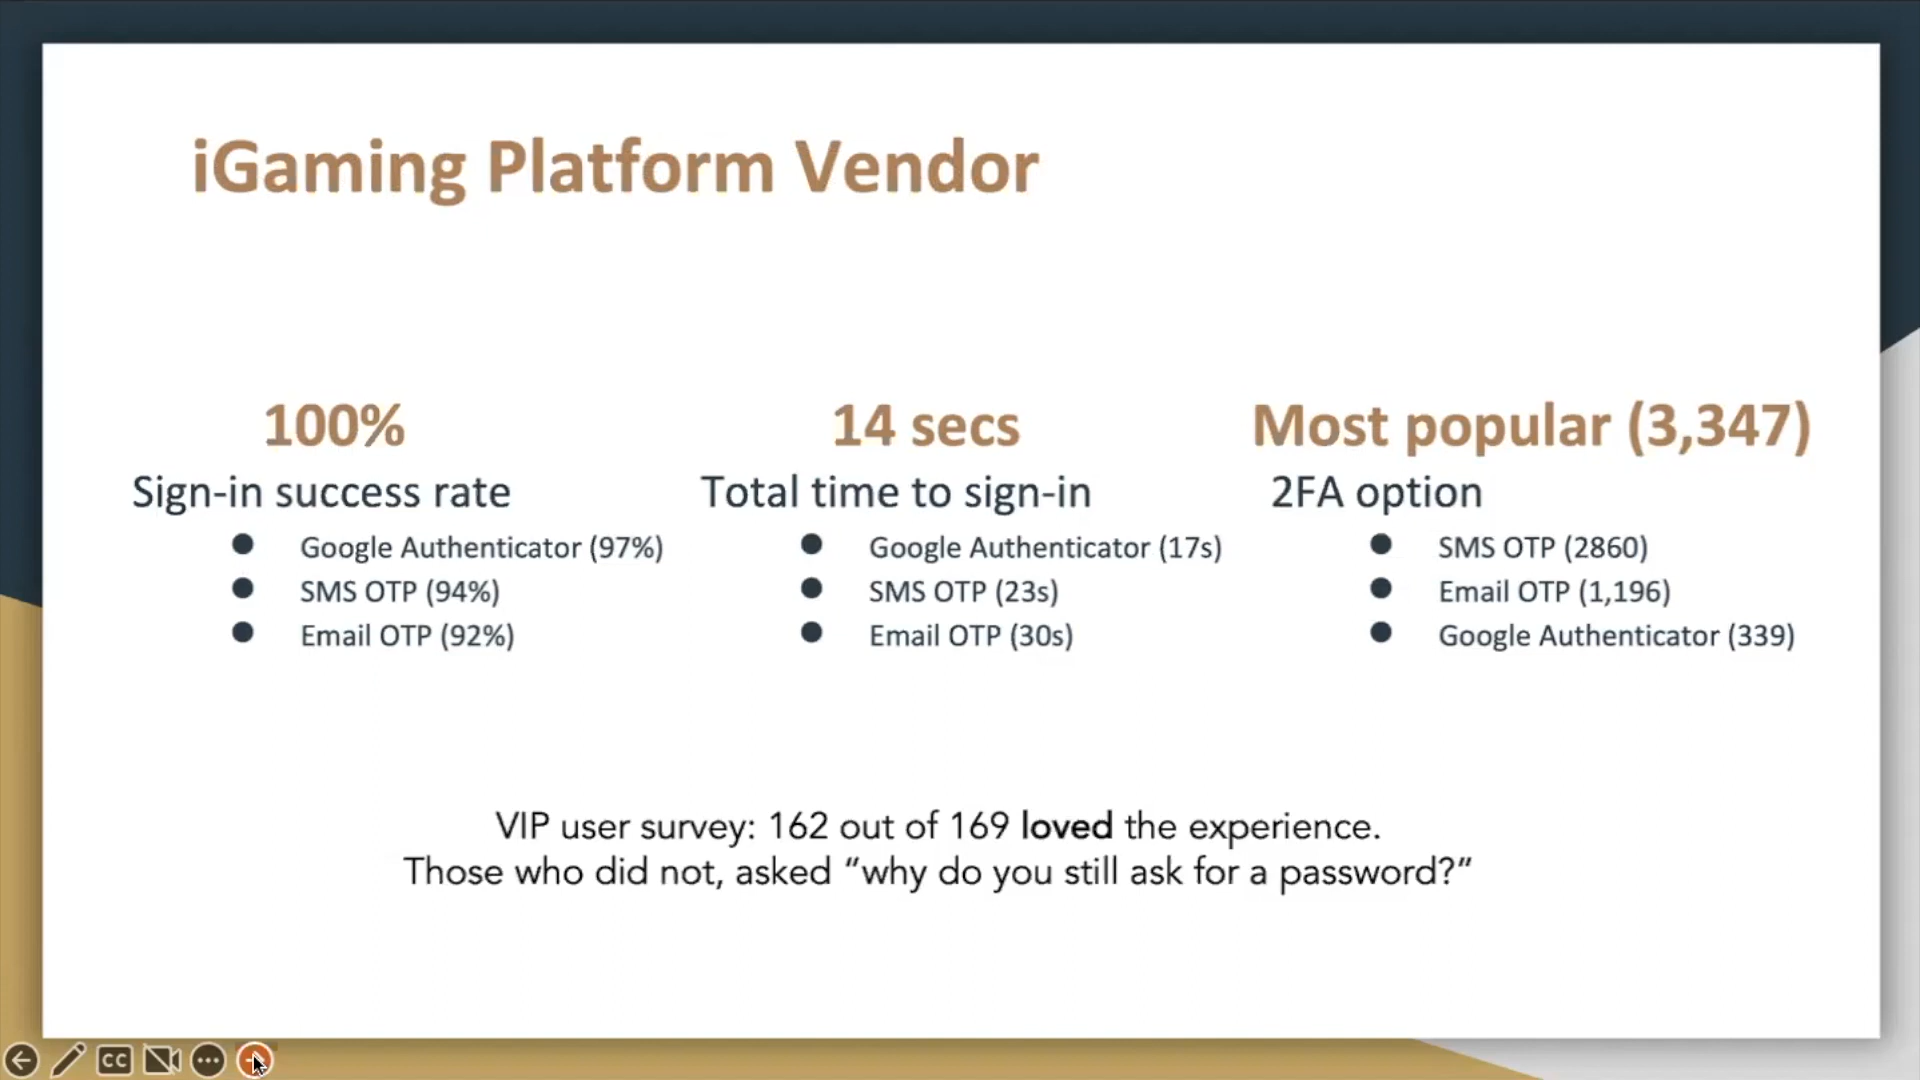 iGaming Platform Vendor
100%
Sign-in success rate
● Google Authenticator (97%)
● SMS OTP (94%)
● Email OTP (92%)
14 secs
Total time to sign-in
● Google Authenticator (17s)
● SMS OTP (23s)
● Email OTP (30s)
Most popular (3,347)
2FA option
● SMS OTP (2860)
● Email OTP (1,196)
● Google Authenticator (339)
VIP user survey: 162 out of 169 loved the experience.
Those who did not, asked “why do you still ask for a password?”
CC